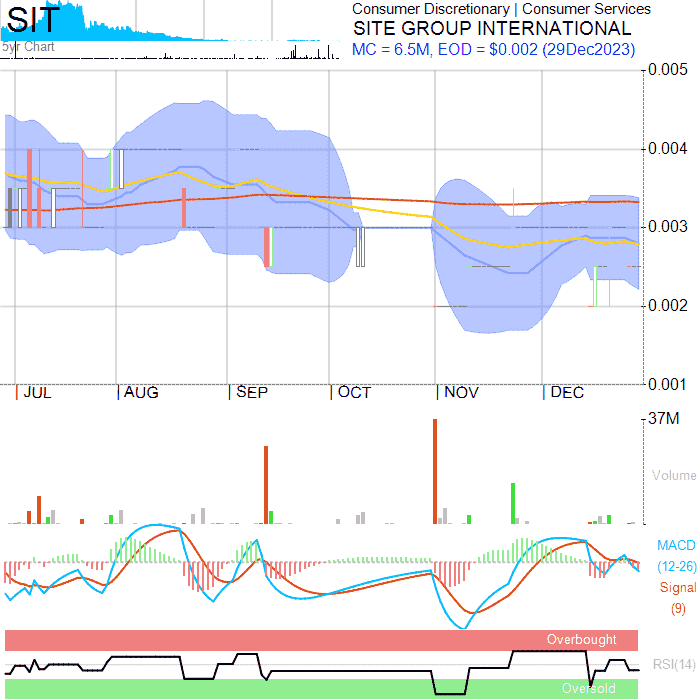 SIT
5yr Chart
Consumer Discretionary | Consumer Services
SITE GROUP INTERNATIONAL
MC = 6.5M, EOD = $0.002 (29Dec2023)
0.005
0.004
0.003
0.002
0.001
JUL
AUG
SEP
OCT
NOV
DEC
37M
Volume
MACD
(12-26)
Signal
(9)
Overbought
RSI(14)
Oversold